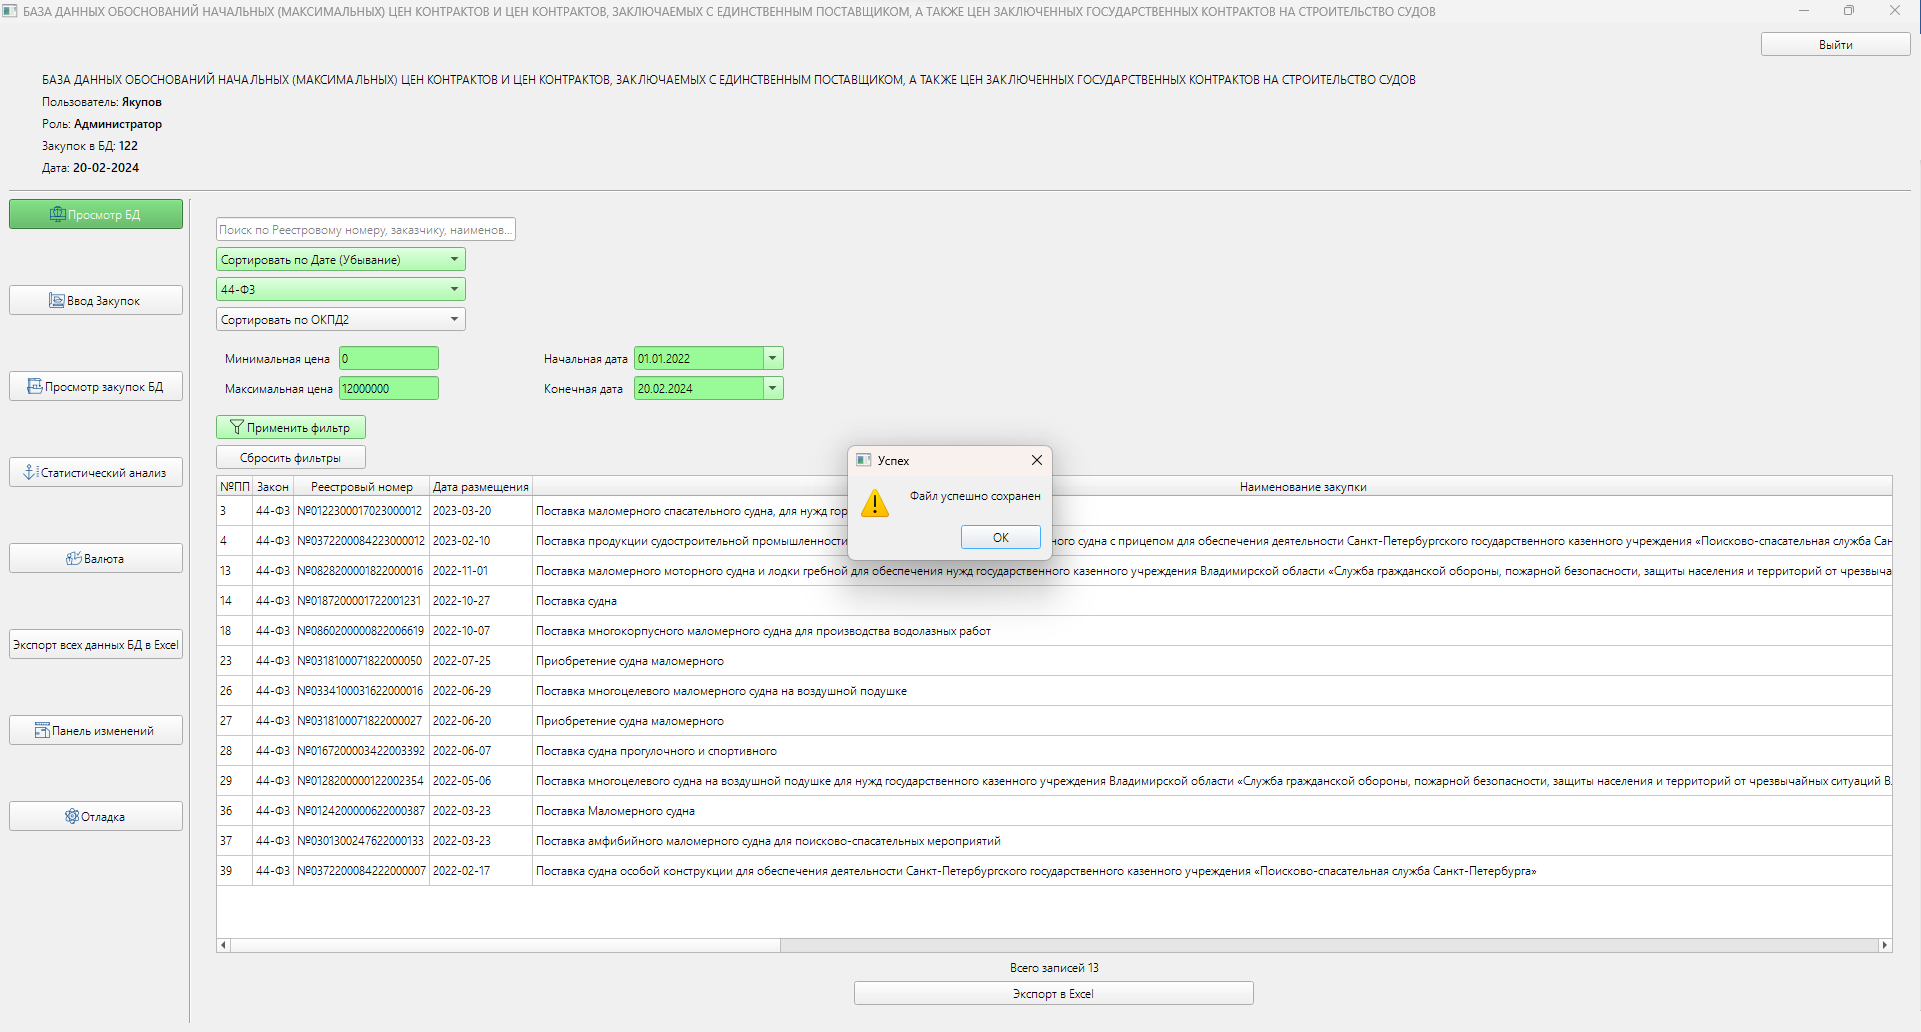 БАЗА ДАННЫХ ОБОСНОВАНИЙ НАЧАЛЬНЫХ (МАКСИМАЛЬНЫХ) ЦЕН КОНТРАКТОВ И ЦЕН КОНТРАКТОВ, ЗАКЛЮЧАЕМЫХ С ЕДИНСТВЕННЫМ ПОСТАВЩИКОМ, А ТАКЖЕ ЦЕН ЗАКЛЮЧЕННЫХ ГОСУДАРСТВЕННЫХ КОНТРАКТОВ НА СТРОИТЕЛЬСТВО СУДОВ
Выйти
БАЗА ДАННЫХ ОБОСНОВАНИЙ НАЧАЛЬНЫХ (МАКСИМАЛЬНЫХ) ЦЕН КОНТРАКТОВ И ЦЕН КОНТРАКТОВ, ЗАКЛЮЧАЕМЫХ С ЕДИНСТВЕННЫМ ПОСТАВЩИКОМ, А ТАКЖЕ ЦЕН ЗАКЛЮЧЕННЫХ ГОСУДАРСТВЕННЫХ КОНТРАКТОВ НА СТРОИТЕЛЬСТВО СУДОВ
Пользователь: Якупов
Роль: Администратор
Закупок в БД: 122
Дата: 20-02-2024
Просмотр БД
Ввод Закупок
Просмотр закупок БД
Статистический анализ
Валюта
Экспорт всех данных БД в Excel
Панель изменений
Отладка
Поиск по Реестровому номеру, заказчику, наименов...
Сортировать по Дате (Убывание)
44-ФЗ
Сортировать по ОКПД2
Минимальная цена 0 Начальная дата 01.01.2022
Максимальная цена 12000000 Конечная дата 20.02.2024
Применить фильтр
Сбросить фильтры
Успех
Файл успешно сохранен
OK
№ПП Закон Реестровый номер Дата размещения Наименование закупки
3 44-ФЗ №0122300017023000012 2023-03-20 Поставка маломерного спасательного судна, для нужд гор
4 44-ФЗ №0372200084223000012 2023-02-10 Поставка продукции судостроительной промышленности ного судна с прицепом для обеспечения деятельности Санкт-Петербургского государственного казенного учреждения «Поисково-спасательная служба Сан
13 44-ФЗ №0828200001822000016 2022-11-01 Поставка маломерного моторного судна и лодки гребной для обеспечения нужд государственного казенного учреждения Владимирской области «Служба гражданской обороны, пожарной безопасности, защиты населения и территорий от чрезвыча
14 44-ФЗ №0187200001722001231 2022-10-27 Поставка судна
18 44-ФЗ №0860200000822006619 2022-10-07 Поставка многокорпусного маломерного судна для производства водолазных работ
23 44-ФЗ №0318100071822000050 2022-07-25 Приобретение судна маломерного
26 44-ФЗ №0334100031622000016 2022-06-29 Поставка многоцелевого маломерного судна на воздушной подушке
27 44-ФЗ №0318100071822000027 2022-06-20 Приобретение судна маломерного
28 44-ФЗ №0167200003422003392 2022-06-07 Поставка судна прогулочного и спортивного
29 44-ФЗ №0128200000122002354 2022-05-06 Поставка многоцелевого судна на воздушной подушке для нужд государственного казенного учреждения Владимирской области «Служба гражданской обороны, пожарной безопасности, защиты населения и территорий от чрезвычайных ситуаций В
36 44-ФЗ №0124200000622000387 2022-03-23 Поставка Маломерного судна
37 44-ФЗ №0301300247622000133 2022-03-23 Поставка амфибийного маломерного судна для поисково-спасательных мероприятий
39 44-ФЗ №0372200084222000007 2022-02-17 Поставка судна особой конструкции для обеспечения деятельности Санкт-Петербургского государственного казенного учреждения «Поисково-спасательная служба Санкт-Петербурга»
Всего записей 13
Экспорт в Excel